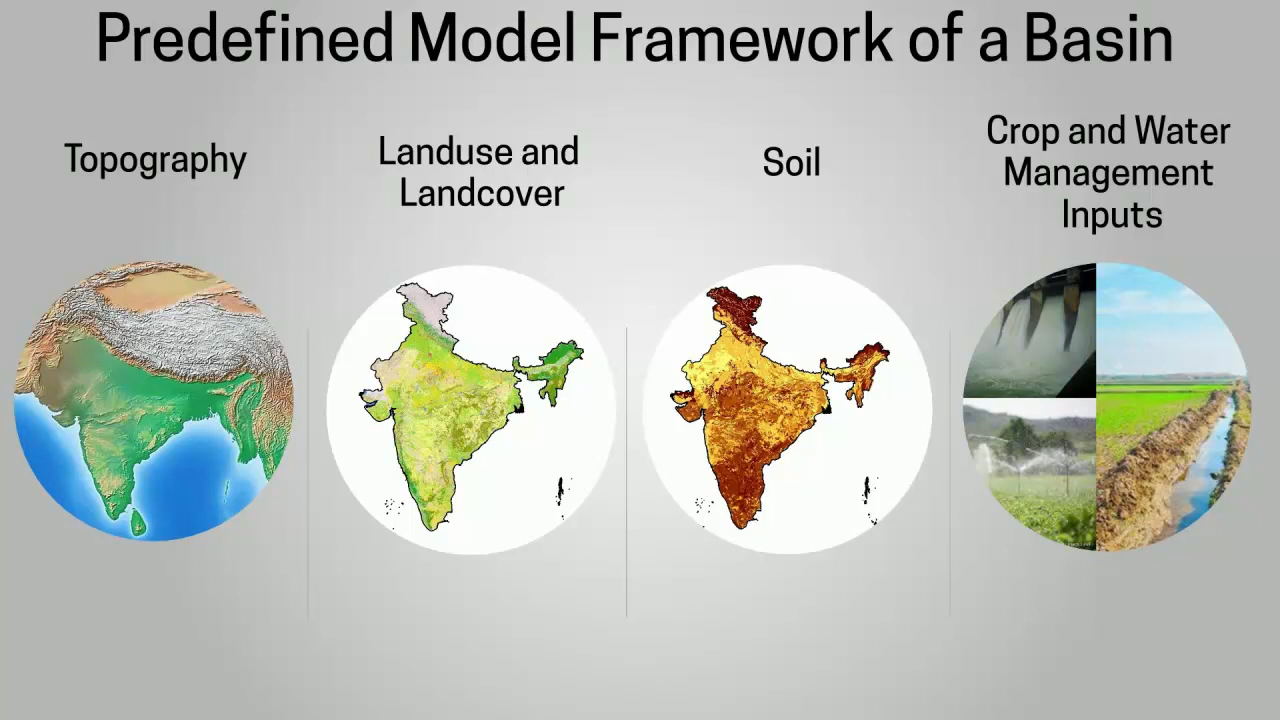 Predefined Model Framework of a Basin
Topography
Landuse and
Landcover
Soil
Crop and Water
Management
Inputs